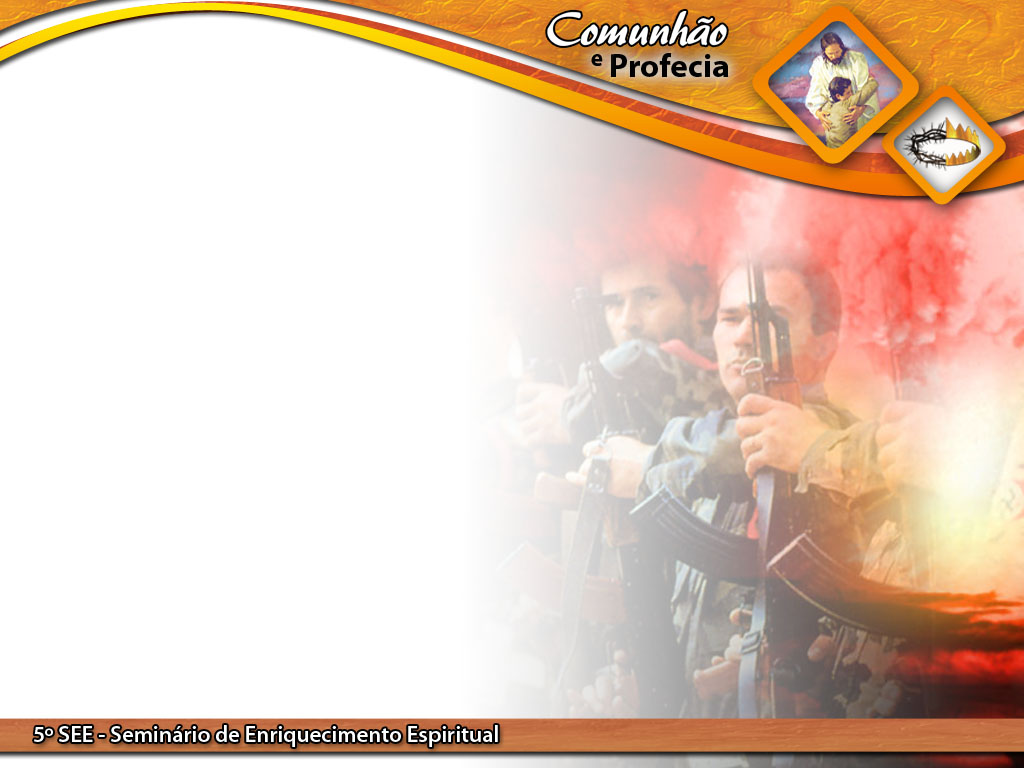 Comunhão
e Profecia
5º SEE - Seminário de Enriquecimento Espiritual